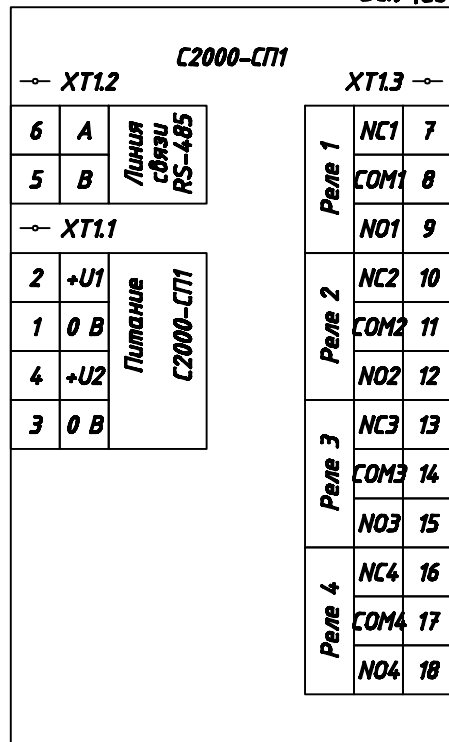 С2000-СП1
XT1.2
6 A Линия связи RS-485
5 B
XT1.1
2 +U1 Питание С2000-СП1
1 0 В
4 +U2
3 0 В
XT1.3
Реле 1 NC1 7
COM1 8
NO1 9
Реле 2 NC2 10
COM2 11
NO2 12
Реле 3 NC3 13
COM3 14
NO3 15
Реле 4 NC4 16
COM4 17
NO4 18